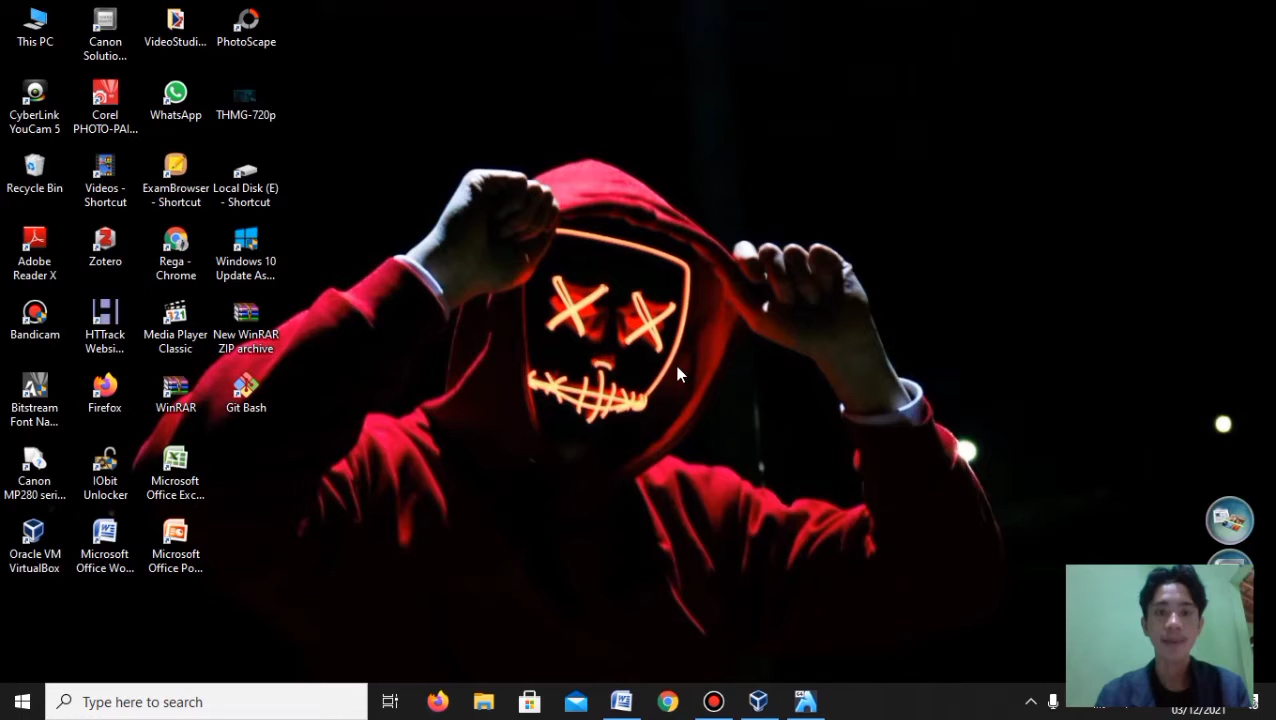 This PC
Canon
Solutio...
VideoStudi...
PhotoScape
CyberLink
YouCam 5
Corel
PHOTO-PAI...
WhatsApp
THMG-720p
Recycle Bin
Videos -
Shortcut
ExamBrowser
- Shortcut
Local Disk (E)
- Shortcut
Adobe
Reader X
Zotero
Rega -
Chrome
Windows 10
Update As...
Bandicam
HTTrack
Websi...
Media Player
Classic
New WinRAR
ZIP archive
Bitstream
Font Na...
Firefox
WinRAR
Git Bash
Canon
MP280 seri...
IObit
Unlocker
Microsoft
Office Exc...
Oracle VM
VirtualBox
Microsoft
Office Wo...
Microsoft
Office Po...
Type here to search
03/12/2021